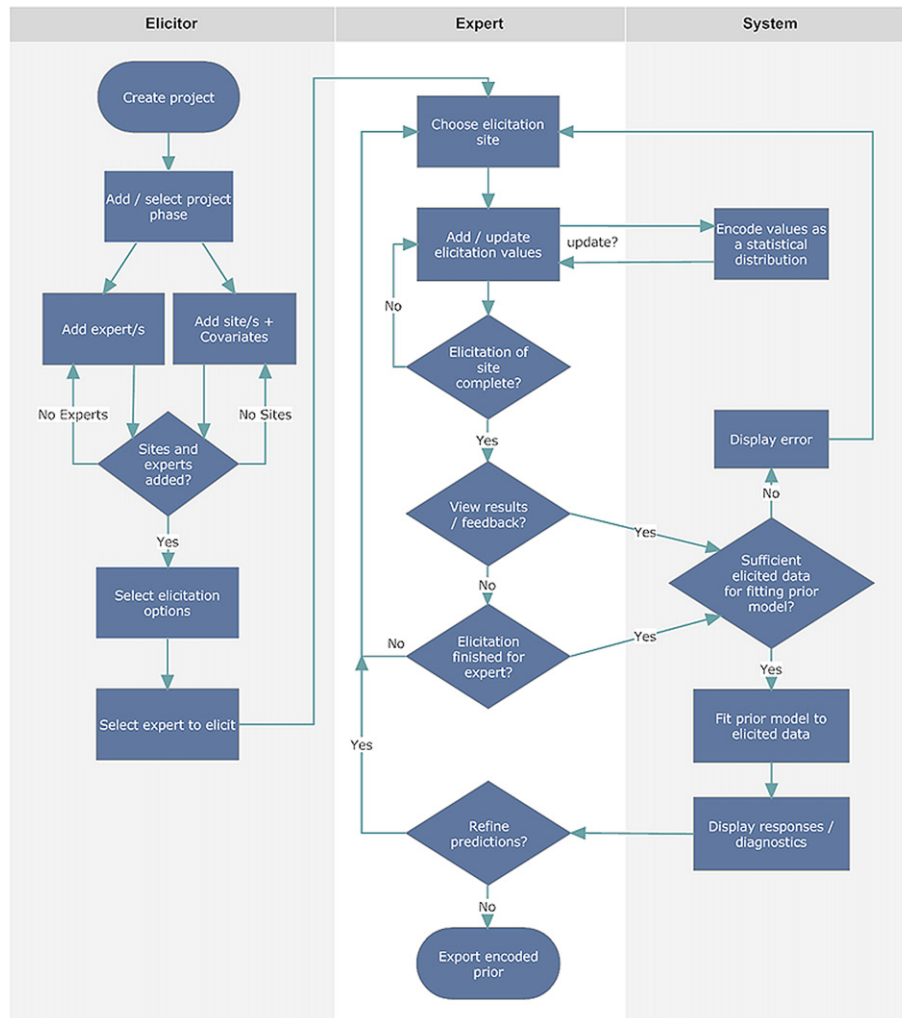 Elicitor
Expert
System
Create project
Add / select project
phase
Add expert/s
Add site/s +
Covariates
No Experts
No Sites
Sites and
experts
added?
Yes
Select elicitation
options
Select expert to elicit
Choose elicitation
site
Add / update
elicitation values
update?
Encode values as
a statistical
distribution
No
Elicitation of
site
complete?
Yes
View results
/ feedback?
Yes
No
Elicitation
finished for
expert?
No
Yes
Display error
No
Sufficient
elicited data
for fitting prior
model?
Yes
Fit prior model to
elicited data
Display responses /
diagnostics
Refine
predictions?
Yes
No
Export encoded
prior